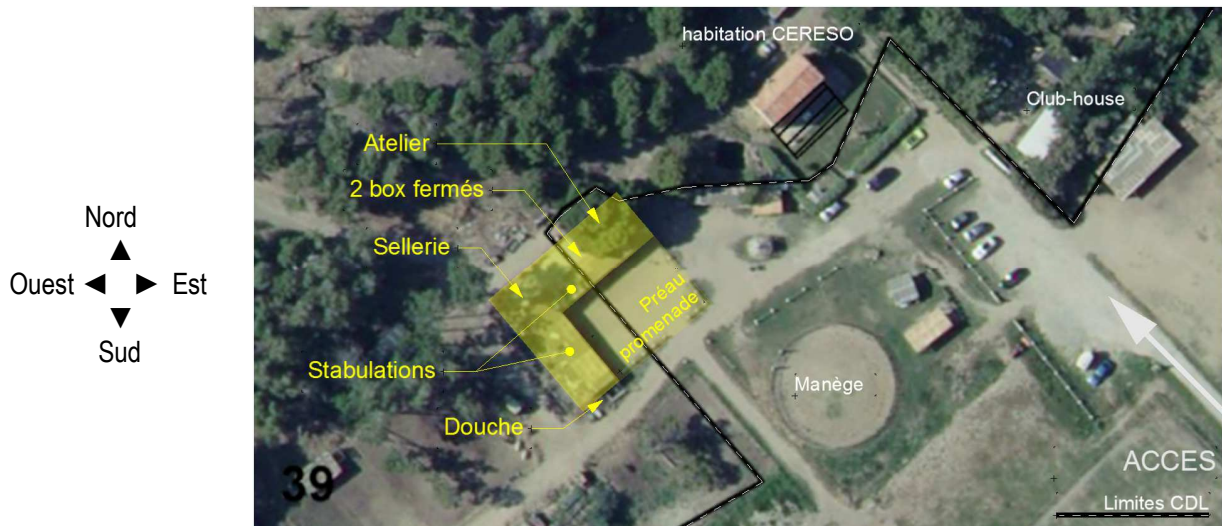 Nord
Ouest
Est
Sud
habitation CERESO
Club-house
Atelier
2 box fermés
Sellerie
Préau
promenade
Stabulations
Manège
Douche
ACCES
39
Limites CDL